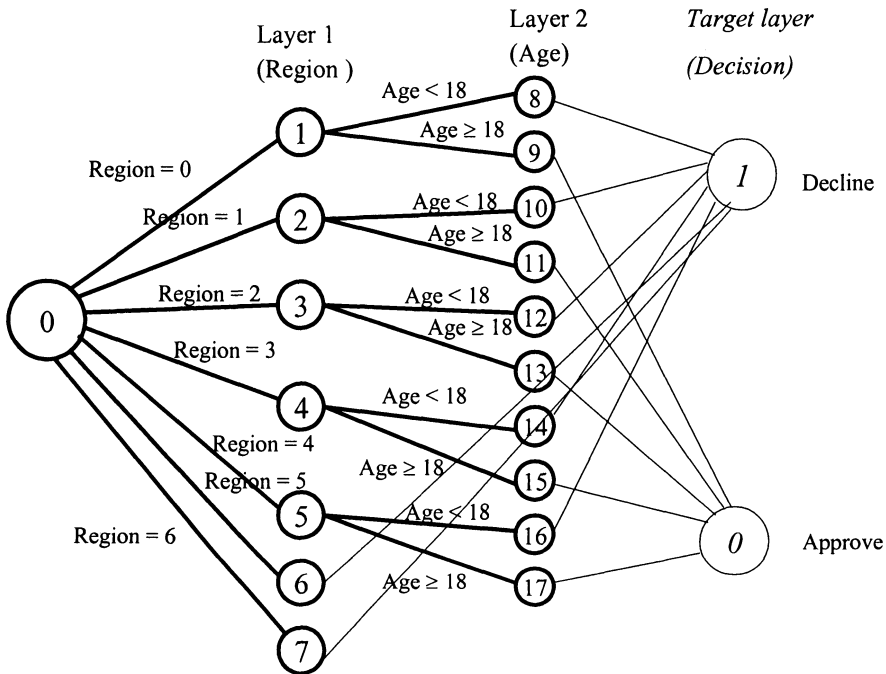 Layer 1
(Region )
Layer 2
(Age)
Target layer
(Decision)
0
Region = 0
Region = 1
Region = 2
Region = 3
Region = 4
Region = 5
Region = 6
1
2
3
4
5
6
7
Age < 18
Age ≥ 18
Age < 18
Age ≥ 18
Age < 18
Age ≥ 18
Age < 18
Age ≥ 18
Age < 18
Age ≥ 18
8
9
10
11
12
13
14
15
16
17
1
Decline
0
Approve